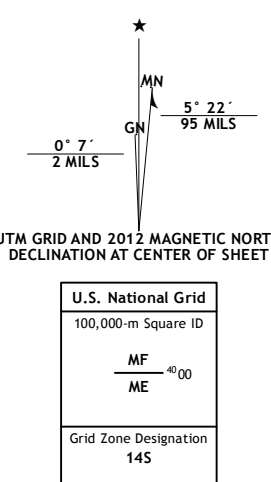 ★
MN
GN
5° 22´
95 MILS
0° 7´
2 MILS
UTM GRID AND 2012 MAGNETIC NORT
DECLINATION AT CENTER OF SHEET
U.S. National Grid
100,000-m Square ID
MF
4000
ME
Grid Zone Designation
14S